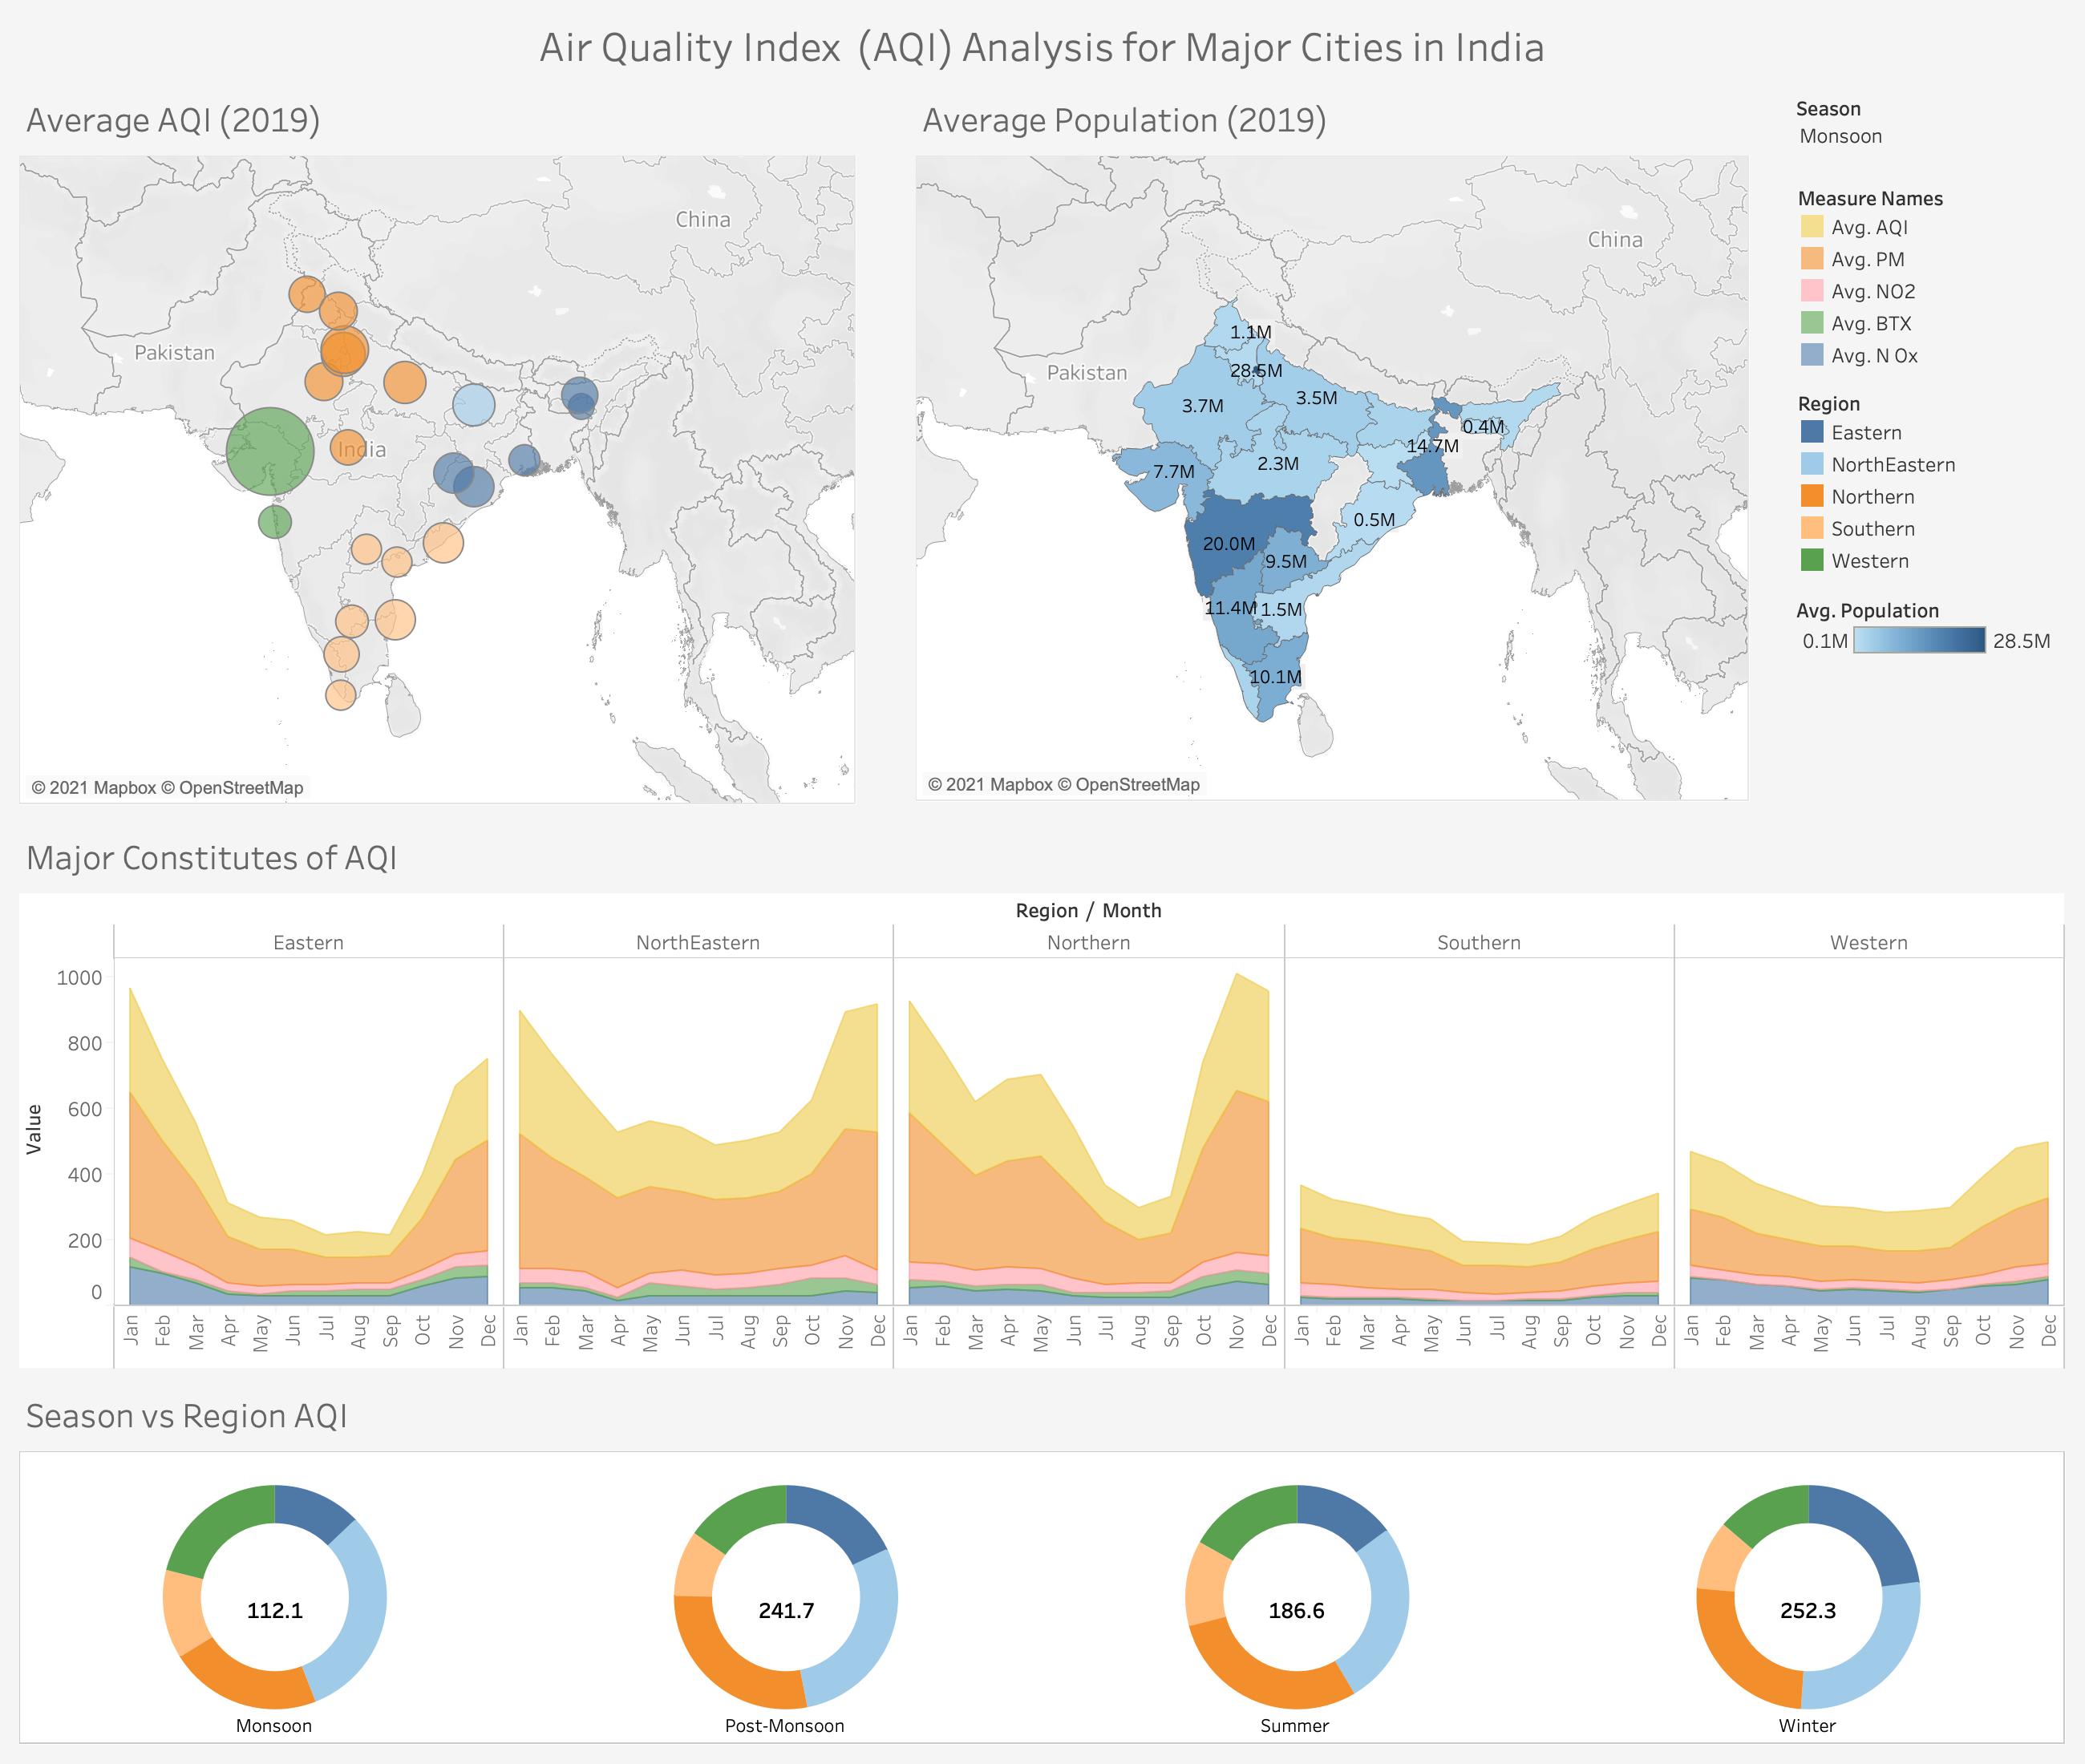 Air Quality Index (AQI) Analysis for Major Cities in India
Average AQI (2019)
China
Pakistan
India
© 2021 Mapbox © OpenStreetMap
Average Population (2019)
China
Pakistan
1.1M
28.5M
3.7M
3.5M
0.4M
14.7M
7.7M
2.3M
0.5M
20.0M
9.5M
11.4M
1.5M
10.1M
© 2021 Mapbox © OpenStreetMap
Season
Monsoon
Measure Names
Avg. AQI
Avg. PM
Avg. NO2
Avg. BTX
Avg. N Ox
Region
Eastern
NorthEastern
Northern
Southern
Western
Avg. Population
0.1M 28.5M
Major Constitutes of AQI
Region / Month
Eastern NorthEastern Northern Southern Western
Value
1000
800
600
400
200
0
Jan Feb Mar Apr May Jun Jul Aug Sep Oct Nov Dec Jan Feb Mar Apr May Jun Jul Aug Sep Oct Nov Dec Jan Feb Mar Apr May Jun Jul Aug Sep Oct Nov Dec Jan Feb Mar Apr May Jun Jul Aug Sep Oct Nov Dec Jan Feb Mar Apr May Jun Jul Aug Sep Oct Nov Dec
Season vs Region AQI
112.1 241.7 186.6 252.3
Monsoon Post-Monsoon Summer Winter